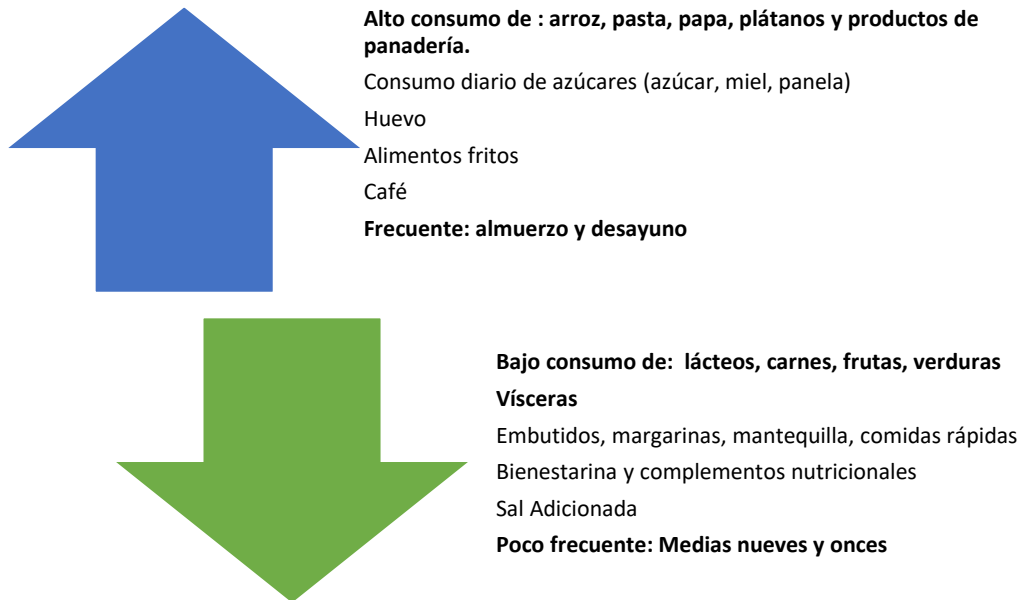 Alto consumo de : arroz, pasta, papa, plátanos y productos de
panadería.
Consumo diario de azúcares (azúcar, miel, panela)
Huevo
Alimentos fritos
Café
Frecuente: almuerzo y desayuno
Bajo consumo de:  lácteos, carnes, frutas, verduras
Vísceras
Embutidos, margarinas, mantequilla, comidas rápidas
Bienestarina y complementos nutricionales
Sal Adicionada
Poco frecuente: Medias nueves y onces